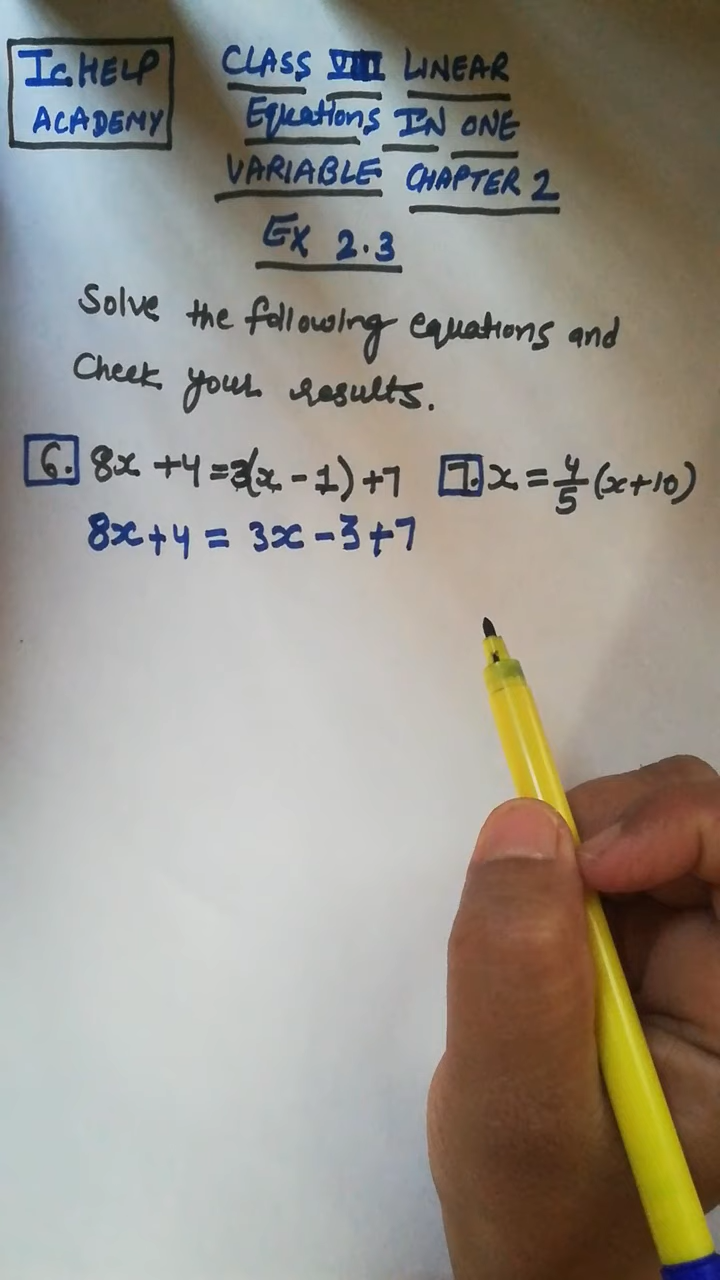 IC HELP
ACADEMY
CLASS VIII LINEAR
Equations IN ONE
VARIABLE CHAPTER 2
EX 2.3
Solve the following equations and
Check your results.
6. 8x + 4 = 3(x - 1) + 7
7. x = 4/5 (x + 10)
8x + 4 = 3x - 3 + 7